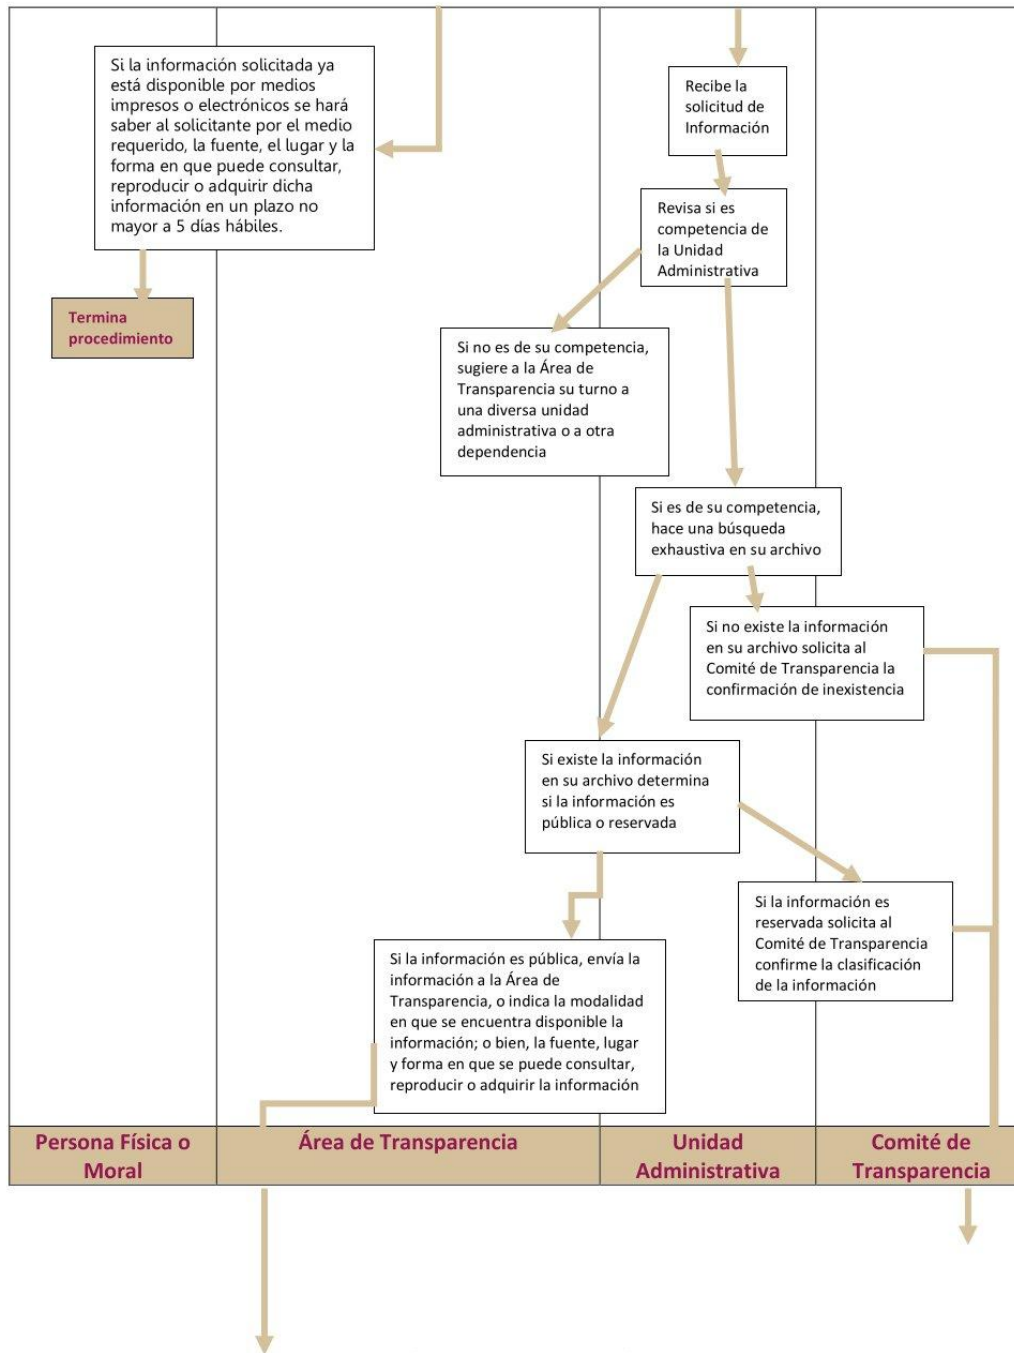 Si la información solicitada ya
está disponible por medios
impresos o electrónicos se hará
saber al solicitante por el medio
requerido, la fuente, el lugar y la
forma en que puede consultar,
reproducir o adquirir dicha
información en un plazo no
mayor a 5 días hábiles.
Termina
procedimiento
Recibe la
solicitud de
Información
Revisa si es
competencia de
la Unidad
Administrativa
Si no es de su competencia,
sugiere a la Área de
Transparencia su turno a
una diversa unidad
administrativa o a otra
dependencia
Si es de su competencia,
hace una búsqueda
exhaustiva en su archivo
Si no existe la información
en su archivo solicita al
Comité de Transparencia la
confirmación de inexistencia
Si existe la información
en su archivo determina
si la información es
pública o reservada
Si la información es
reservada solicita al
Comité de Transparencia
confirme la clasificación
de la información
Si la información es pública, envía la
información a la Área de
Transparencia, o indica la modalidad
en que se encuentra disponible la
información; o bien, la fuente, lugar
y forma en que se puede consultar,
reproducir o adquirir la información
Persona Física o
Moral
Área de Transparencia
Unidad
Administrativa
Comité de
Transparencia